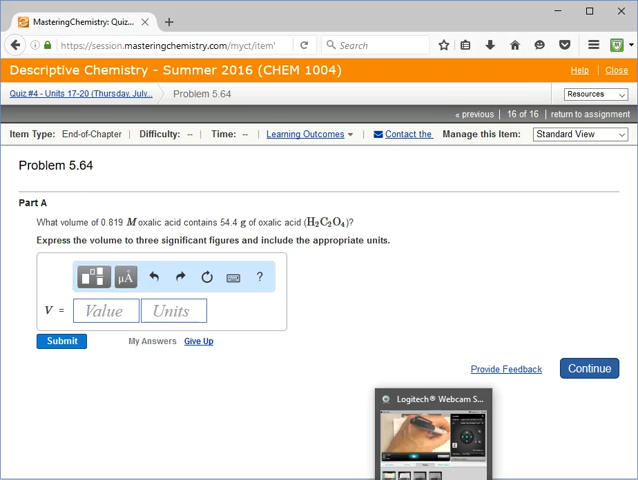 MasteringChemistry: Quiz...
https://session.masteringchemistry.com/myct/item'
Search
Descriptive Chemistry - Summer 2016 (CHEM 1004)
Help | Close
Quiz #4 - Units 17-20 (Thursday, July...
Problem 5.64
Resources
« previous | 16 of 16 | return to assignment
Item Type: End-of-Chapter | Difficulty: -- | Time: -- | Learning Outcomes
Contact the
Manage this Item:
Standard View
Problem 5.64
Part A
What volume of 0.819 M oxalic acid contains 54.4 g of oxalic acid (H₂C₂O₄)?
Express the volume to three significant figures and include the appropriate units.
μÅ
?
V = Value Units
Submit
My Answers Give Up
Provide Feedback
Continue
Logitech® Webcam S...